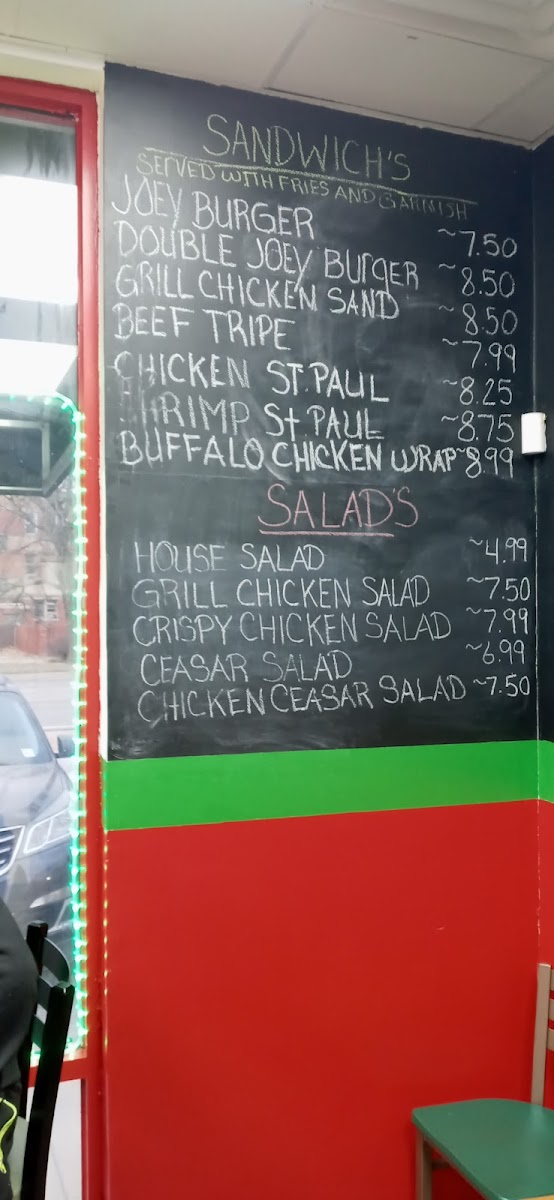 SANDWICH'S
SERVED WITH FRIES AND GARNISH
JOEY BURGER ~7.50
DOUBLE JOEY BURGER ~8.50
GRILL CHICKEN SAND ~8.50
BEEF TRIPE ~7.99
CHICKEN ST. PAUL ~8.25
SHRIMP St. PAUL ~8.75
BUFFALO CHICKEN WRAP ~8.99
SALAD'S
HOUSE SALAD ~4.99
GRILL CHICKEN SALAD ~7.50
CRISPY CHICKEN SALAD ~7.99
CEASAR SALAD ~6.99
CHICKEN CEASAR SALAD ~7.50